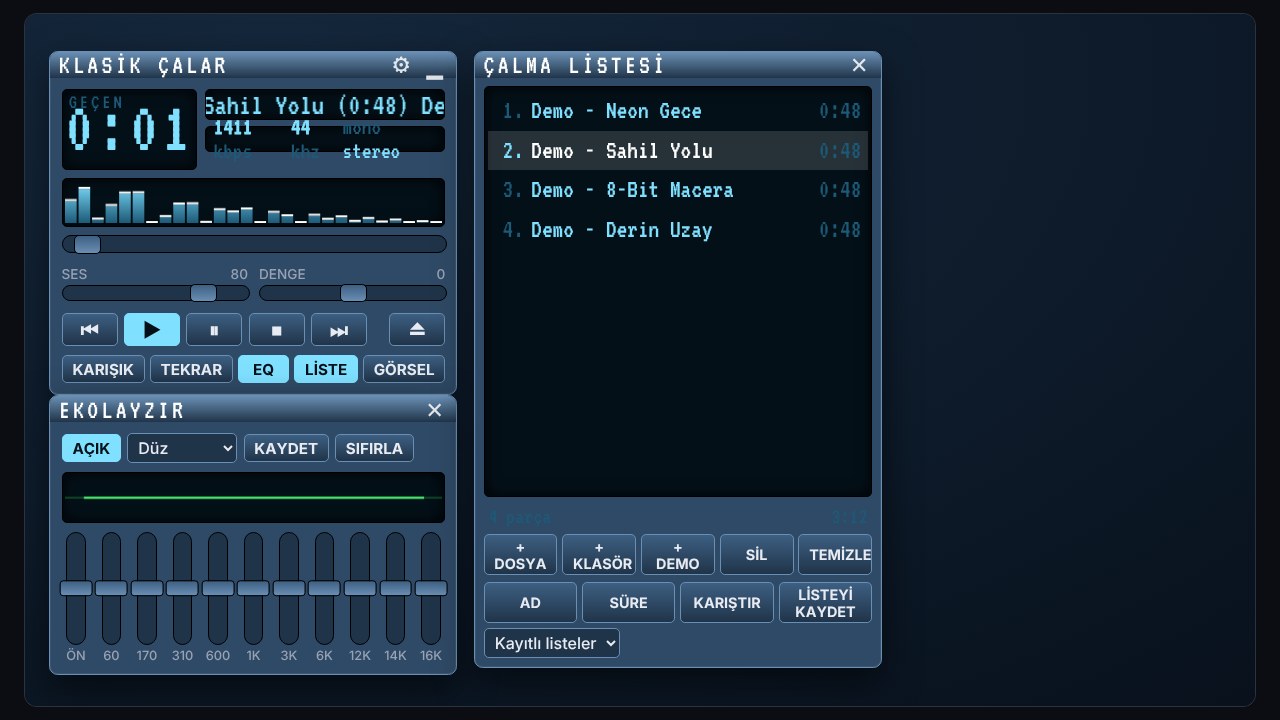 KLASİK ÇALAR
GEÇEN
0:01
Sahil Yolu (0:48) De
1411 kbps 44 khz mono stereo
SES 80 DENGE 0
KARIŞIK TEKRAR EQ LİSTE GÖRSEL
EKOLAYZIR
AÇIK Düz KAYDET SIFIRLA
ÖN 60 170 310 600 1K 3K 6K 12K 14K 16K
ÇALMA LİSTESİ
1. Demo - Neon Gece 0:48
2. Demo - Sahil Yolu 0:48
3. Demo - 8-Bit Macera 0:48
4. Demo - Derin Uzay 0:48
4 parça 3:12
+ DOSYA + KLASÖR + DEMO SİL TEMİZLE
AD SÜRE KARIŞTIR LİSTEYİ KAYDET
Kayıtlı listeler